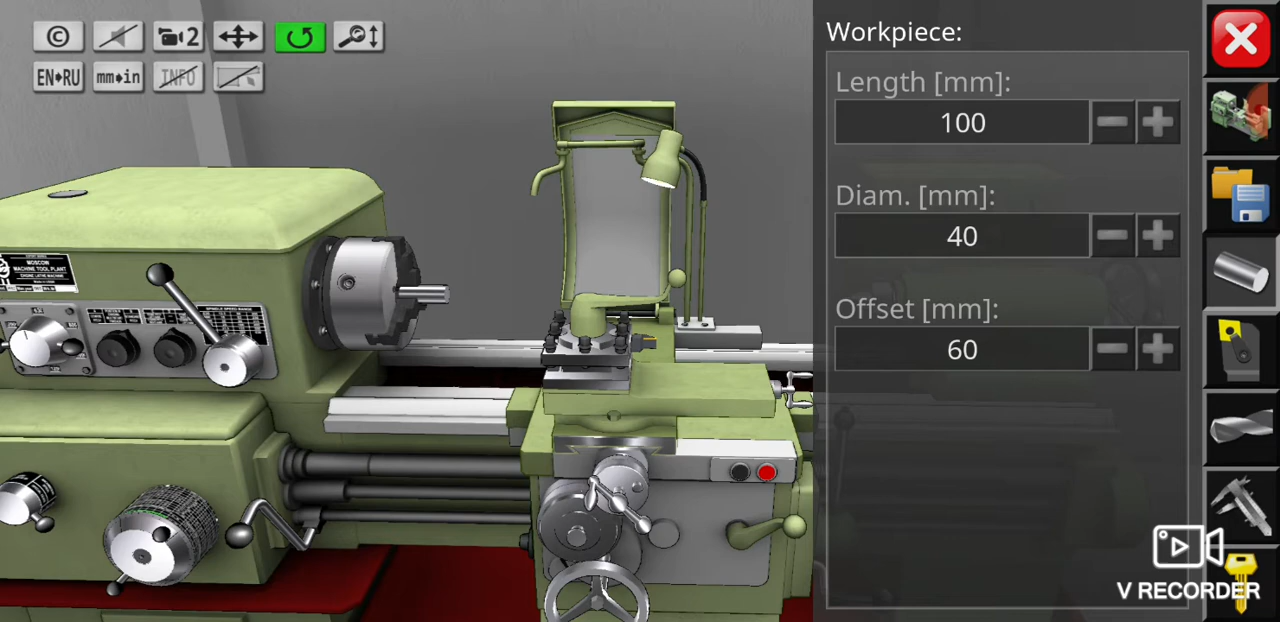 ©
2
EN→RU
mm→in
INFO
Workpiece:
Length [mm]:
100
Diam. [mm]:
40
Offset [mm]:
60
MOSCOW
MACHINE TOOL PLANT
V RECORDER